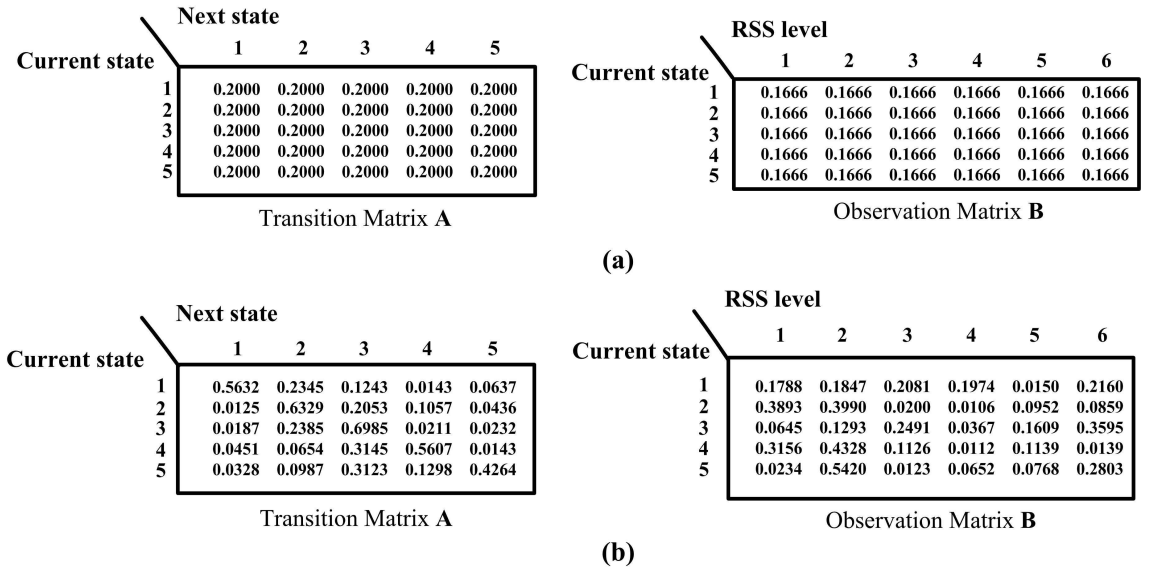 Next state
Current state 1 2 3 4 5
1 0.2000 0.2000 0.2000 0.2000 0.2000
2 0.2000 0.2000 0.2000 0.2000 0.2000
3 0.2000 0.2000 0.2000 0.2000 0.2000
4 0.2000 0.2000 0.2000 0.2000 0.2000
5 0.2000 0.2000 0.2000 0.2000 0.2000
Transition Matrix A
RSS level
Current state 1 2 3 4 5 6
1 0.1666 0.1666 0.1666 0.1666 0.1666 0.1666
2 0.1666 0.1666 0.1666 0.1666 0.1666 0.1666
3 0.1666 0.1666 0.1666 0.1666 0.1666 0.1666
4 0.1666 0.1666 0.1666 0.1666 0.1666 0.1666
5 0.1666 0.1666 0.1666 0.1666 0.1666 0.1666
Observation Matrix B
(a)
Next state
Current state 1 2 3 4 5
1 0.5632 0.2345 0.1243 0.0143 0.0637
2 0.0125 0.6329 0.2053 0.1057 0.0436
3 0.0187 0.2385 0.6985 0.0211 0.0232
4 0.0451 0.0654 0.3145 0.5607 0.0143
5 0.0328 0.0987 0.3123 0.1298 0.4264
Transition Matrix A
RSS level
Current state 1 2 3 4 5 6
1 0.1788 0.1847 0.2081 0.1974 0.0150 0.2160
2 0.3893 0.3990 0.0200 0.0106 0.0952 0.0859
3 0.0645 0.1293 0.2491 0.0367 0.1609 0.3595
4 0.3156 0.4328 0.1126 0.0112 0.1139 0.0139
5 0.0234 0.5420 0.0123 0.0652 0.0768 0.2803
Observation Matrix B
(b)